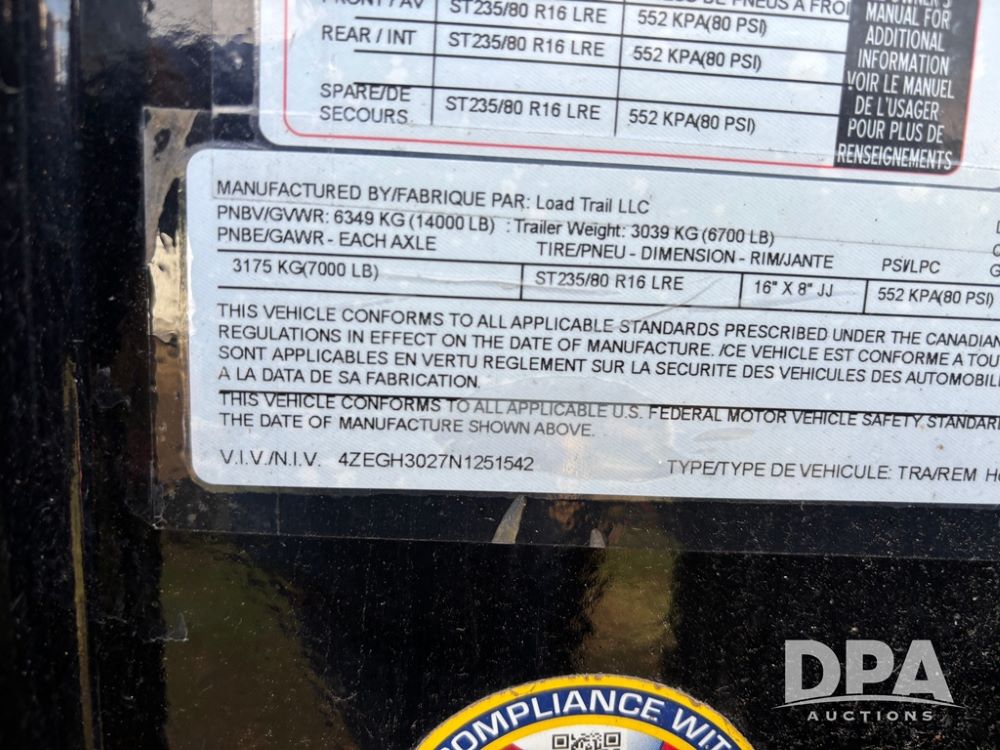 ST235/80 R16 LRE 552 KPA(80 PSI)
REAR / INT ST235/80 R16 LRE 552 KPA(80 PSI)
SPARE/DE
SECOURS ST235/80 R16 LRE 552 KPA(80 PSI)
MANUAL FOR
ADDITIONAL
INFORMATION
VOIR LE MANUEL
DE L'USAGER
POUR PLUS DE
RENSEIGNEMENTS
MANUFACTURED BY/FABRIQUE PAR: Load Trail LLC
PNBV/GVWR: 6349 KG (14000 LB) : Trailer Weight: 3039 KG (6700 LB)
PNBE/GAWR - EACH AXLE TIRE/PNEU - DIMENSION - RIM/JANTE PSI/LPC
3175 KG(7000 LB) ST235/80 R16 LRE 16" X 8" JJ 552 KPA(80 PSI)
THIS VEHICLE CONFORMS TO ALL APPLICABLE STANDARDS PRESCRIBED UNDER THE CANADIAN
REGULATIONS IN EFFECT ON THE DATE OF MANUFACTURE. /CE VEHICLE EST CONFORME A TOU
SONT APPLICABLES EN VERTU REGLEMENT SUR LA SECURITE DES VEHICULES DES AUTOMOBIL
A LA DATA DE SA FABRICATION.
THIS VEHICLE CONFORMS TO ALL APPLICABLE U.S. FEDERAL MOTOR VEHICLE SAFETY STANDAR
THE DATE OF MANUFACTURE SHOWN ABOVE.
V.I.V./N.I.V. 4ZEGH3027N1251542 TYPE/TYPE DE VEHICULE: TRA/REM
COMPLIANCE WIT
DPA
AUCTIONS